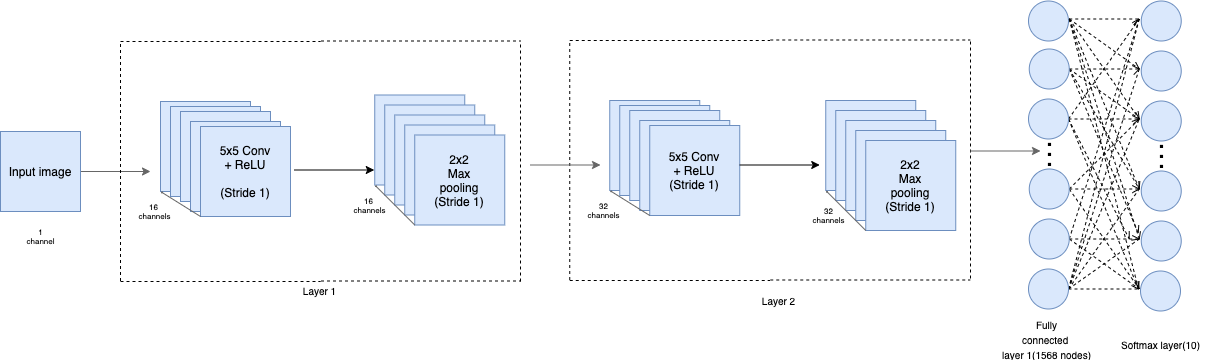 Input image
1
channel
5x5 Conv
+ ReLU
(Stride 1)
16
channels
2x2
Max
pooling
(Stride 1)
16
channels
Layer 1
5x5 Conv
+ ReLU
(Stride 1)
32
channels
2x2
Max
pooling
(Stride 1)
32
channels
Layer 2
Fully
connected
layer 1(1568 nodes)
Softmax layer(10)